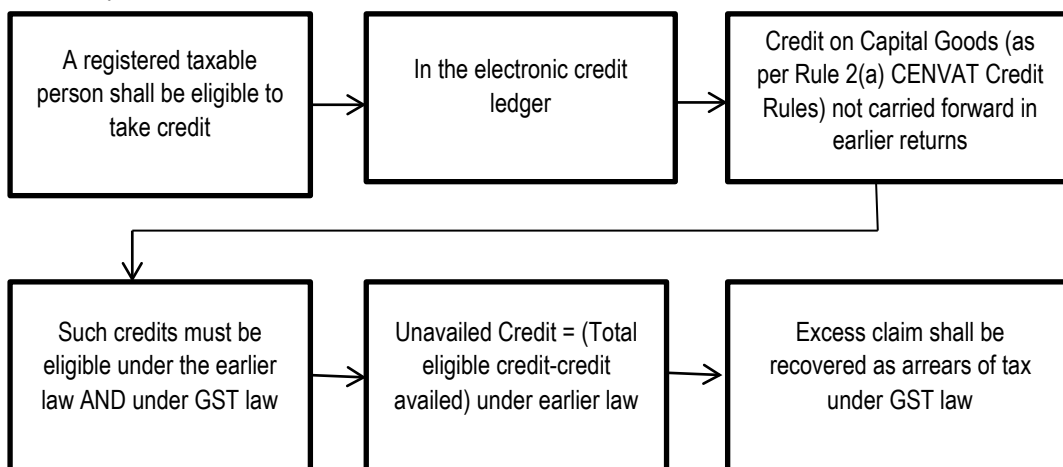 A registered taxable
person shall be eligible to
take credit
In the electronic credit
ledger
Credit on Capital Goods (as
per Rule 2(a) CENVAT Credit
Rules) not carried forward in
earlier returns
Such credits must be
eligible under the earlier
law AND under GST law
Unavailed Credit = (Total
eligible credit-credit
availed) under earlier law
Excess claim shall be
recovered as arrears of tax
under GST law